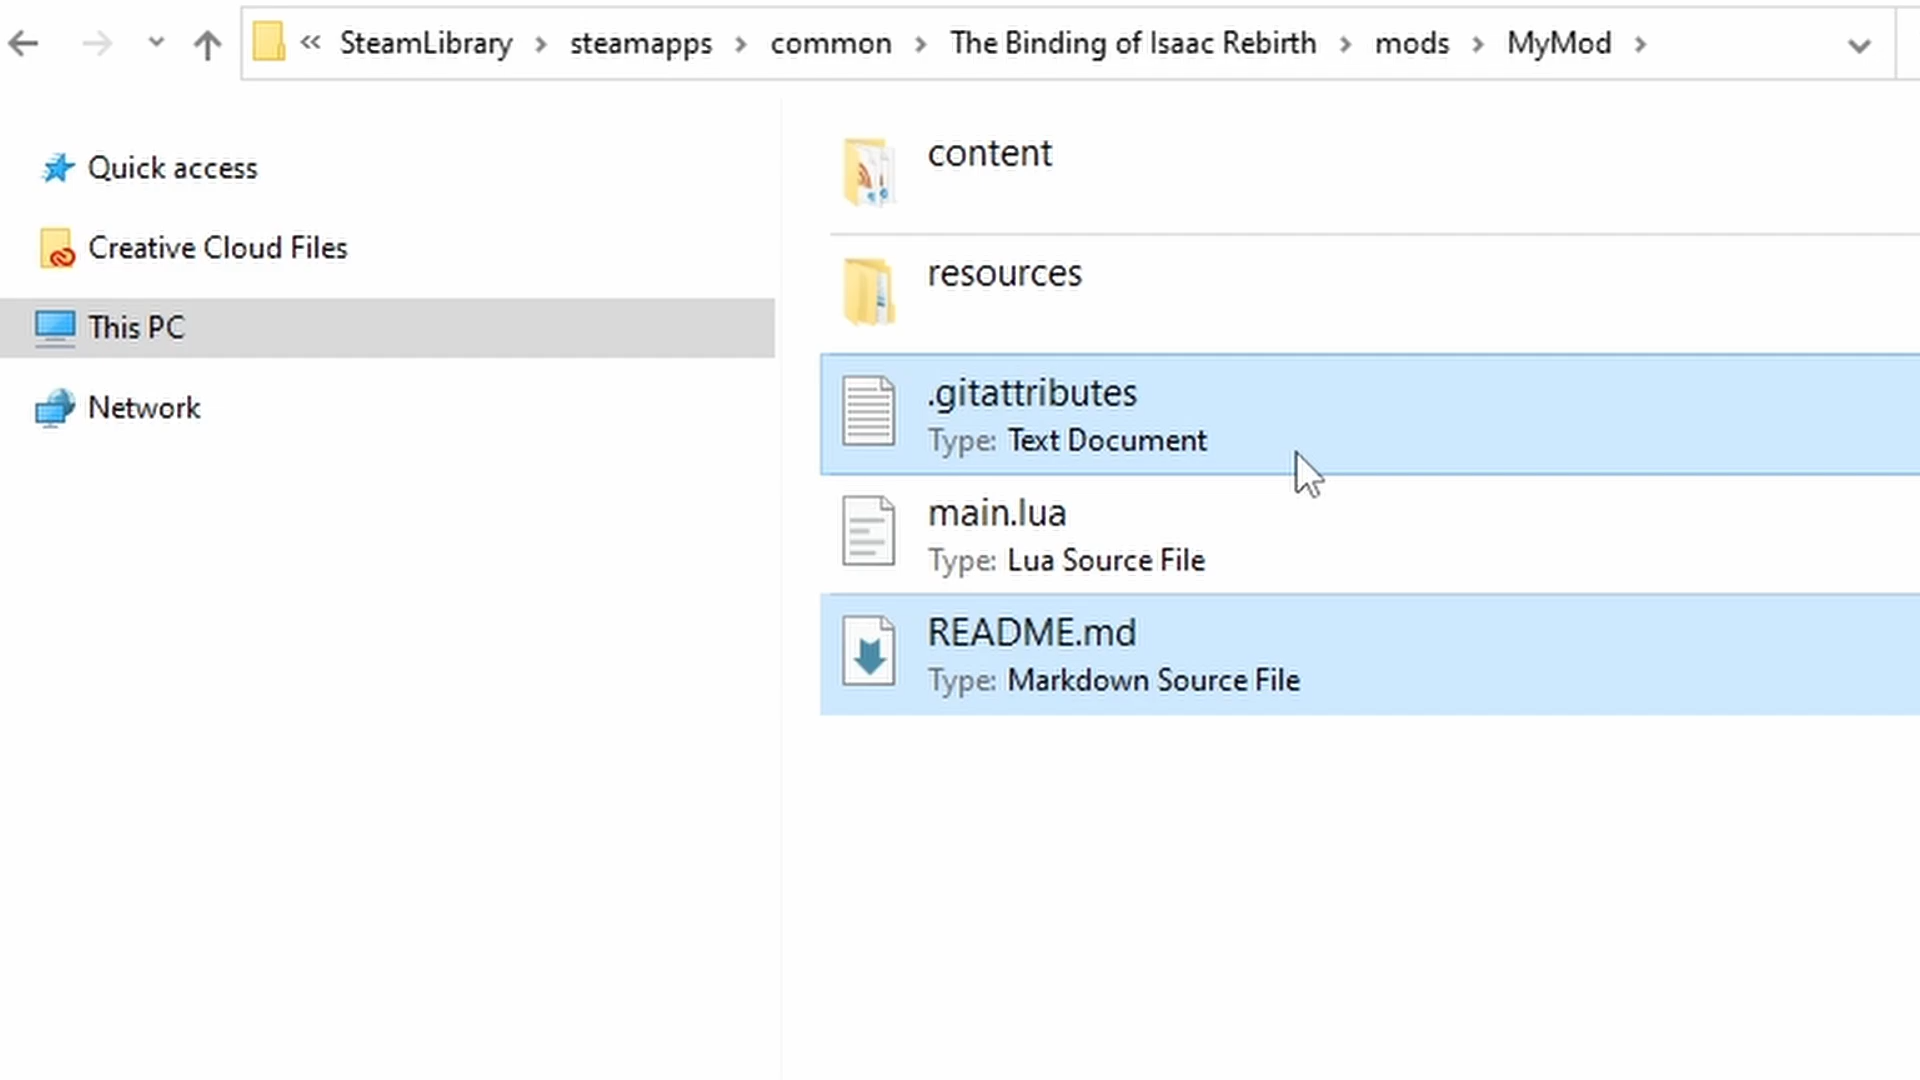 SteamLibrary > steamapps > common > The Binding of Isaac Rebirth > mods > MyMod >
Quick access
Creative Cloud Files
This PC
Network
content
resources
.gitattributes
Type: Text Document
main.lua
Type: Lua Source File
README.md
Type: Markdown Source File